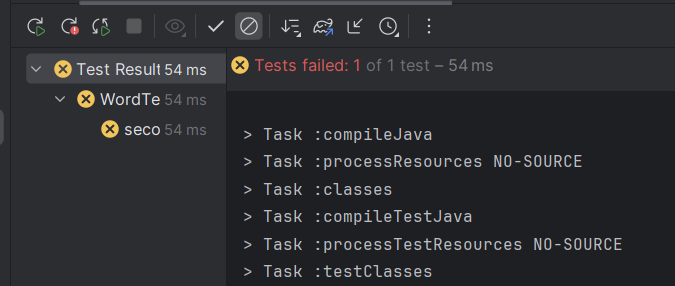 Test Result 54 ms
Tests failed: 1 of 1 test – 54 ms
WordTe 54 ms
seco 54 ms
> Task :compileJava
> Task :processResources NO-SOURCE
> Task :classes
> Task :compileTestJava
> Task :processTestResources NO-SOURCE
> Task :testClasses